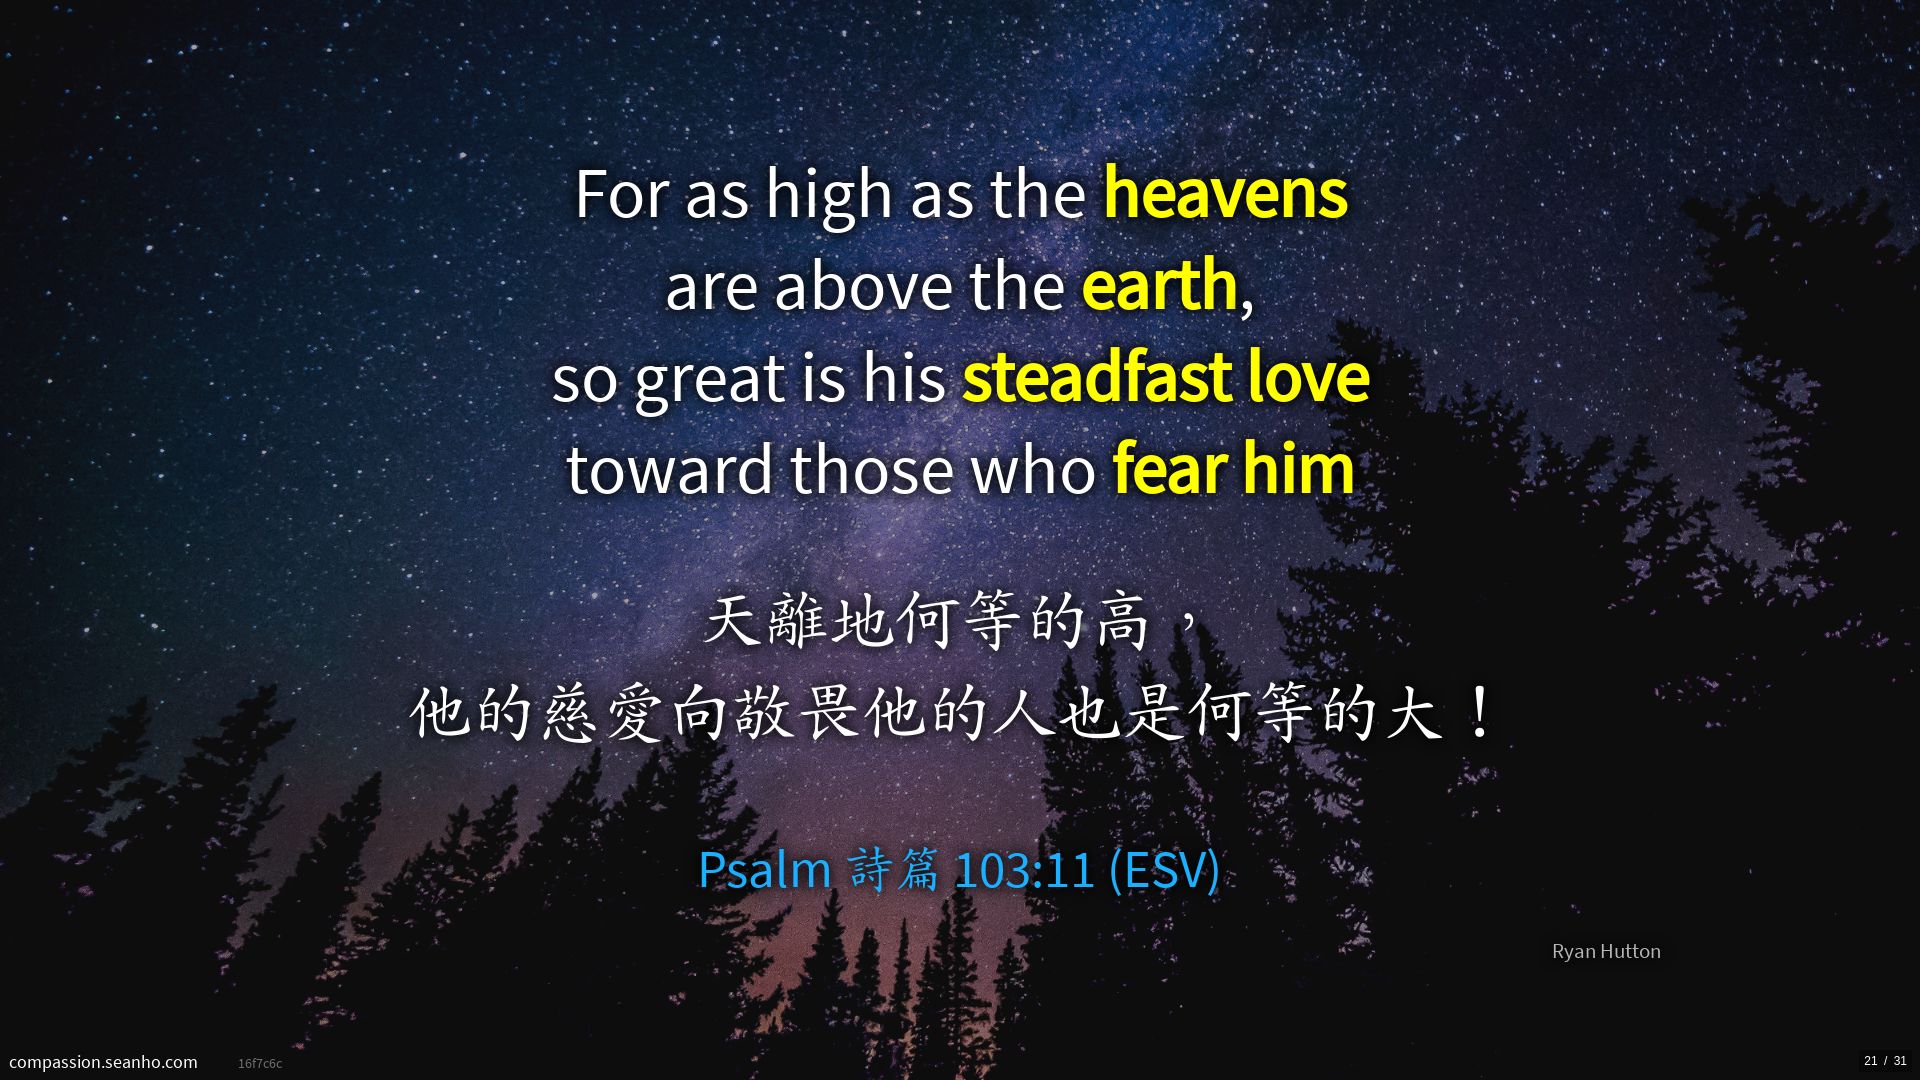 For as high as the heavens
are above the earth,
so great is his steadfast love
toward those who fear him
天離地何等的高，
他的慈愛向敬畏他的人也是何等的大！
Psalm 詩篇 103:11 (ESV)
Ryan Hutton
compassion.seanho.com 16f7c6c
21 / 31